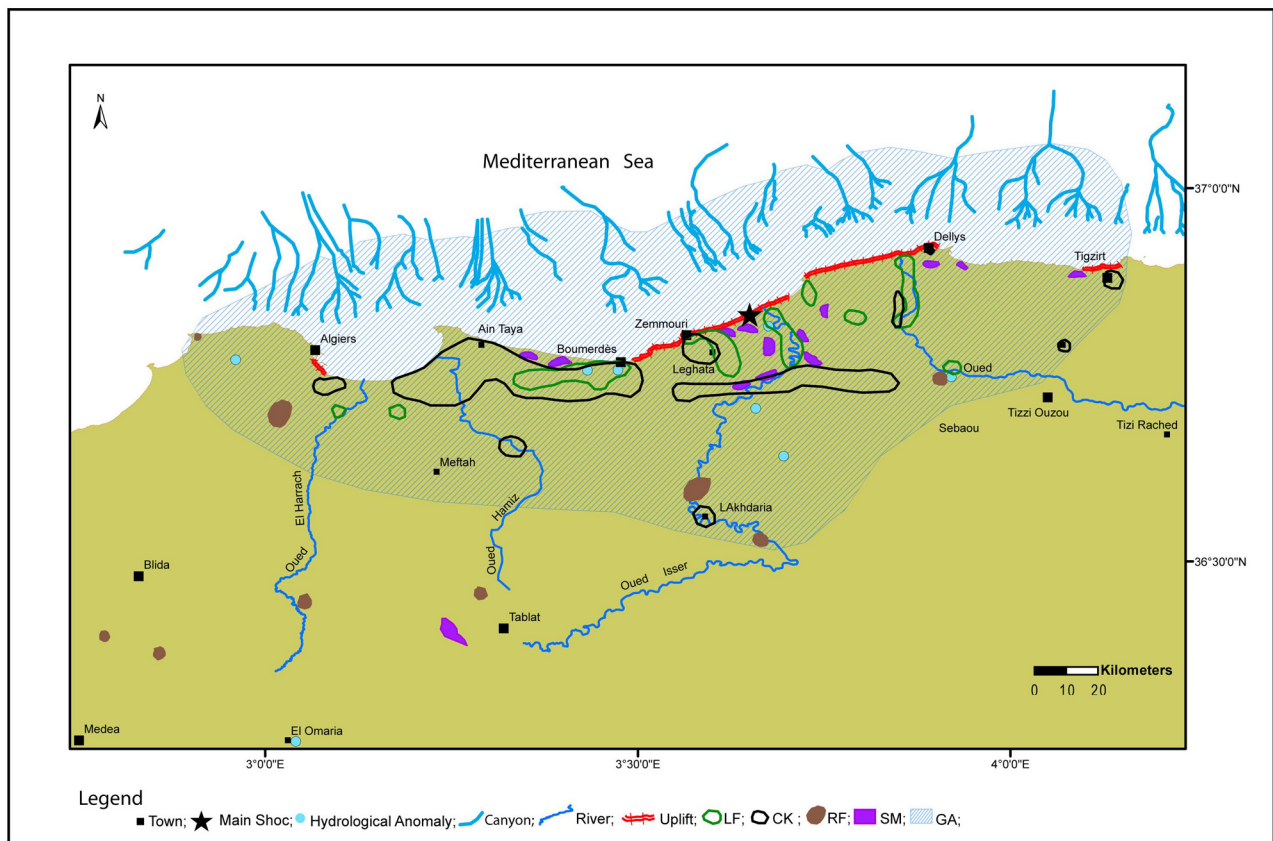 N
Mediterranean Sea
37°0'0"N
Dellys
Tigzirt
Zemmouri
Ain Taya
Algiers
Boumerdès
Leghata
Oued
Tizzi Ouzou
Sebaou
Tizi Rached
Meftah
El Harrach
Hamiz
LAkhdaria
36°30'0"N
Oued
Oued
Blida
Oued Isser
Tablat
Kilometers
0 10 20
Medea
El Omaria
3°0'0"E
3°30'0"E
4°0'0"E
Legend
Town; Main Shoc; Hydrological Anomaly; Canyon; River; Uplift; LF; CK ; RF; SM; GA;